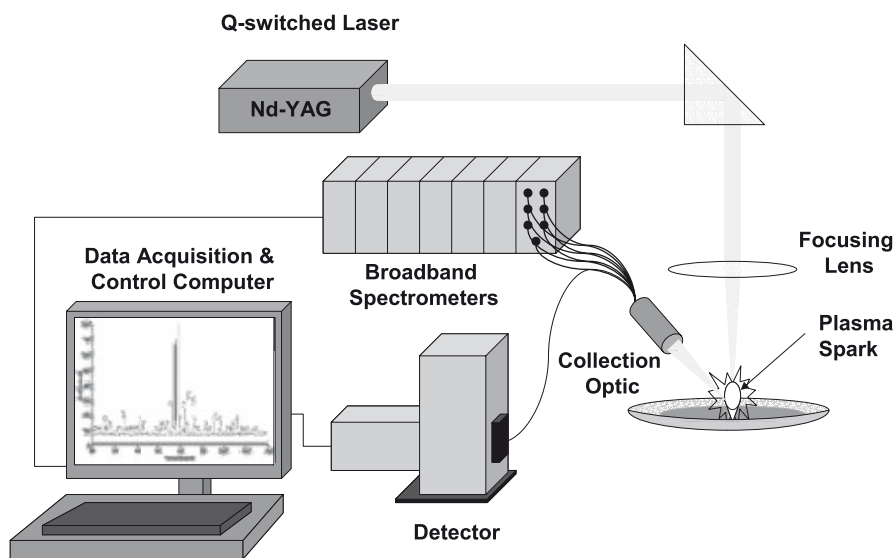 Q-switched Laser
Nd-YAG
Broadband
Spectrometers
Focusing
Lens
Data Acquisition &
Control Computer
Plasma
Spark
Collection
Optic
Detector